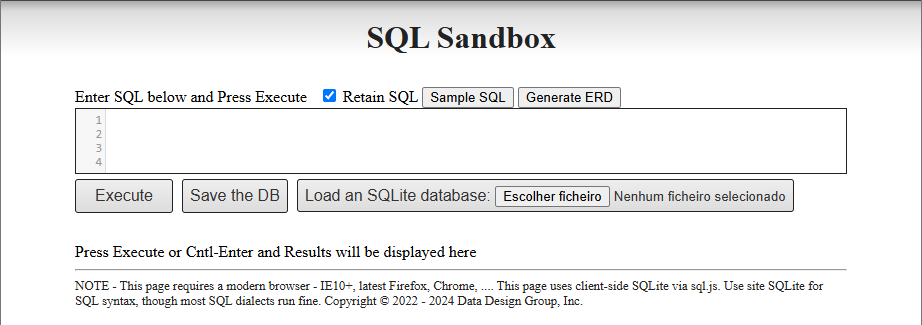 SQL Sandbox
Enter SQL below and Press Execute Retain SQL Sample SQL Generate ERD
1
2
3
4
Execute Save the DB Load an SQLite database: Escolher ficheiro Nenhum ficheiro selecionado
Press Execute or Cntl-Enter and Results will be displayed here
NOTE - This page requires a modern browser - IE10+, latest Firefox, Chrome, .... This page uses client-side SQLite via sql.js. Use site SQLite for
SQL syntax, though most SQL dialects run fine. Copyright © 2022 - 2024 Data Design Group, Inc.